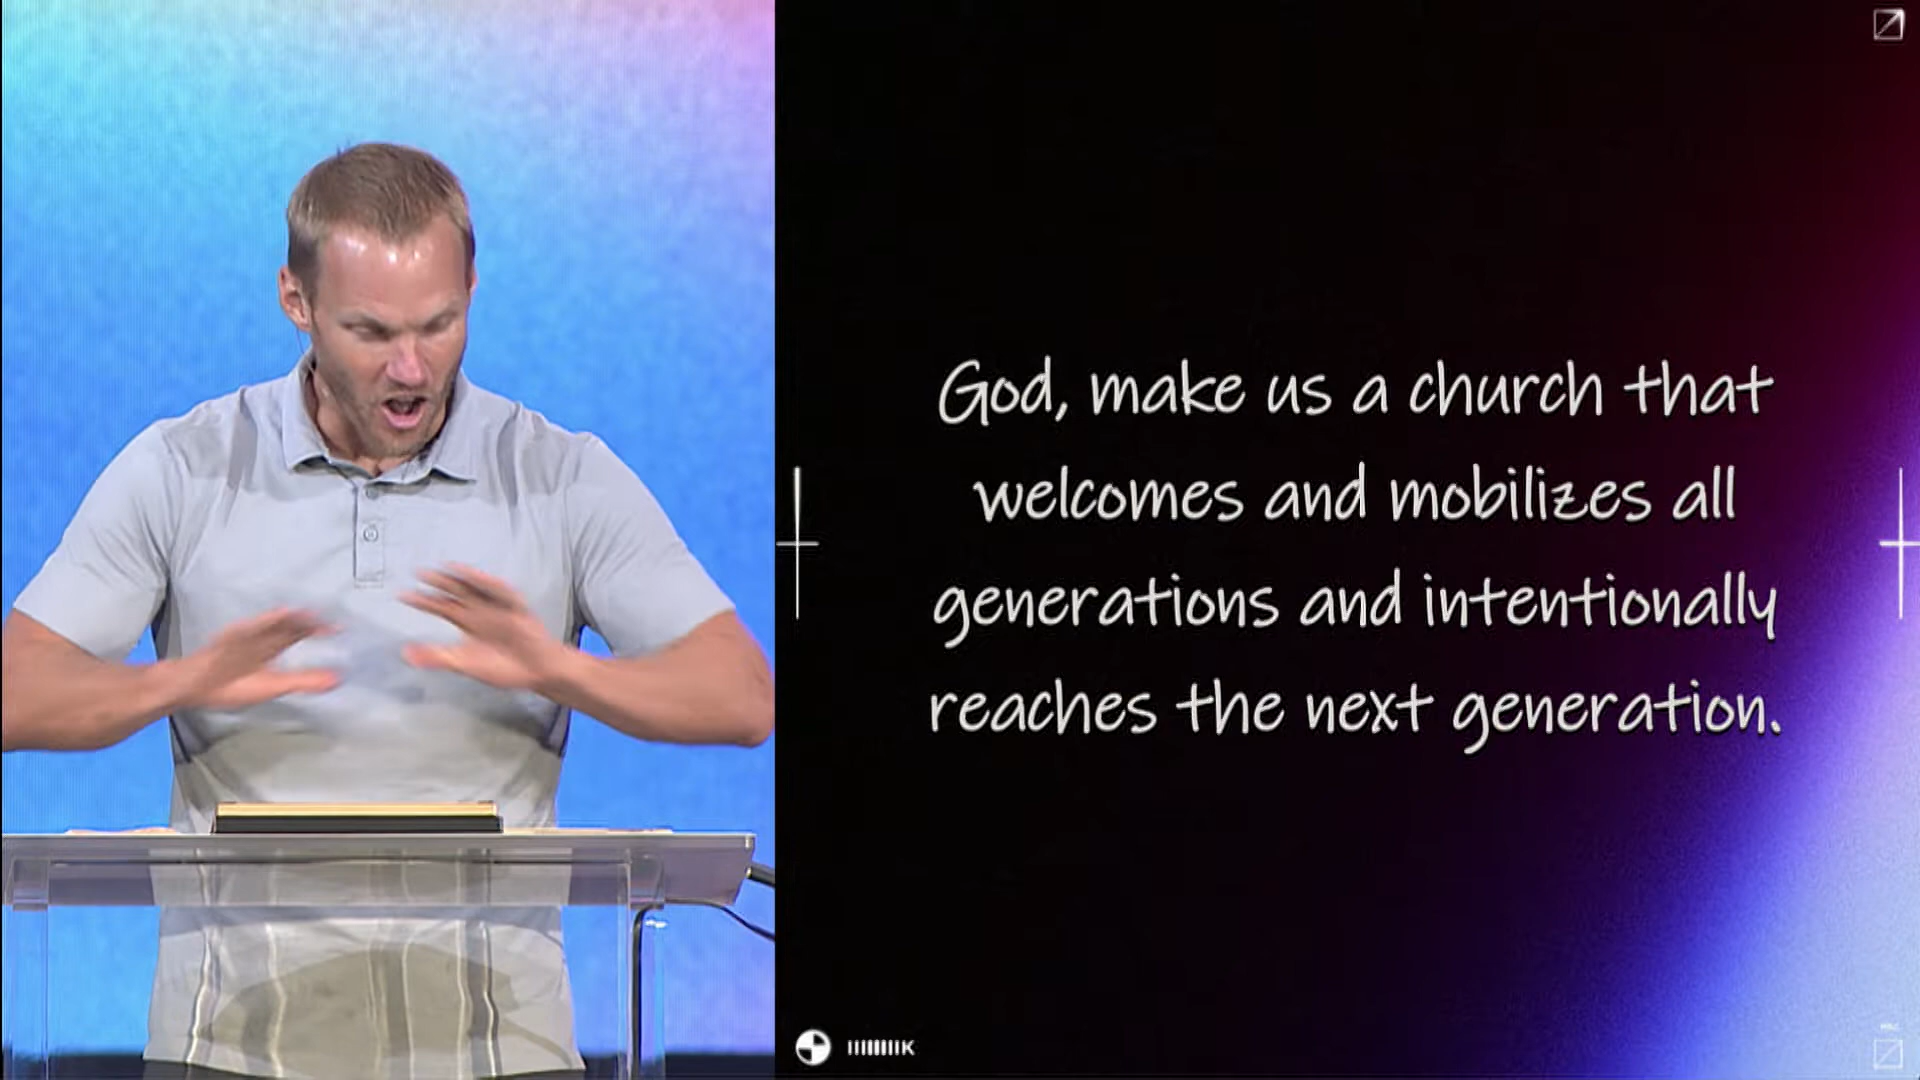 God, make us a church that
welcomes and mobilizes all
generations and intentionally
reaches the next generation.